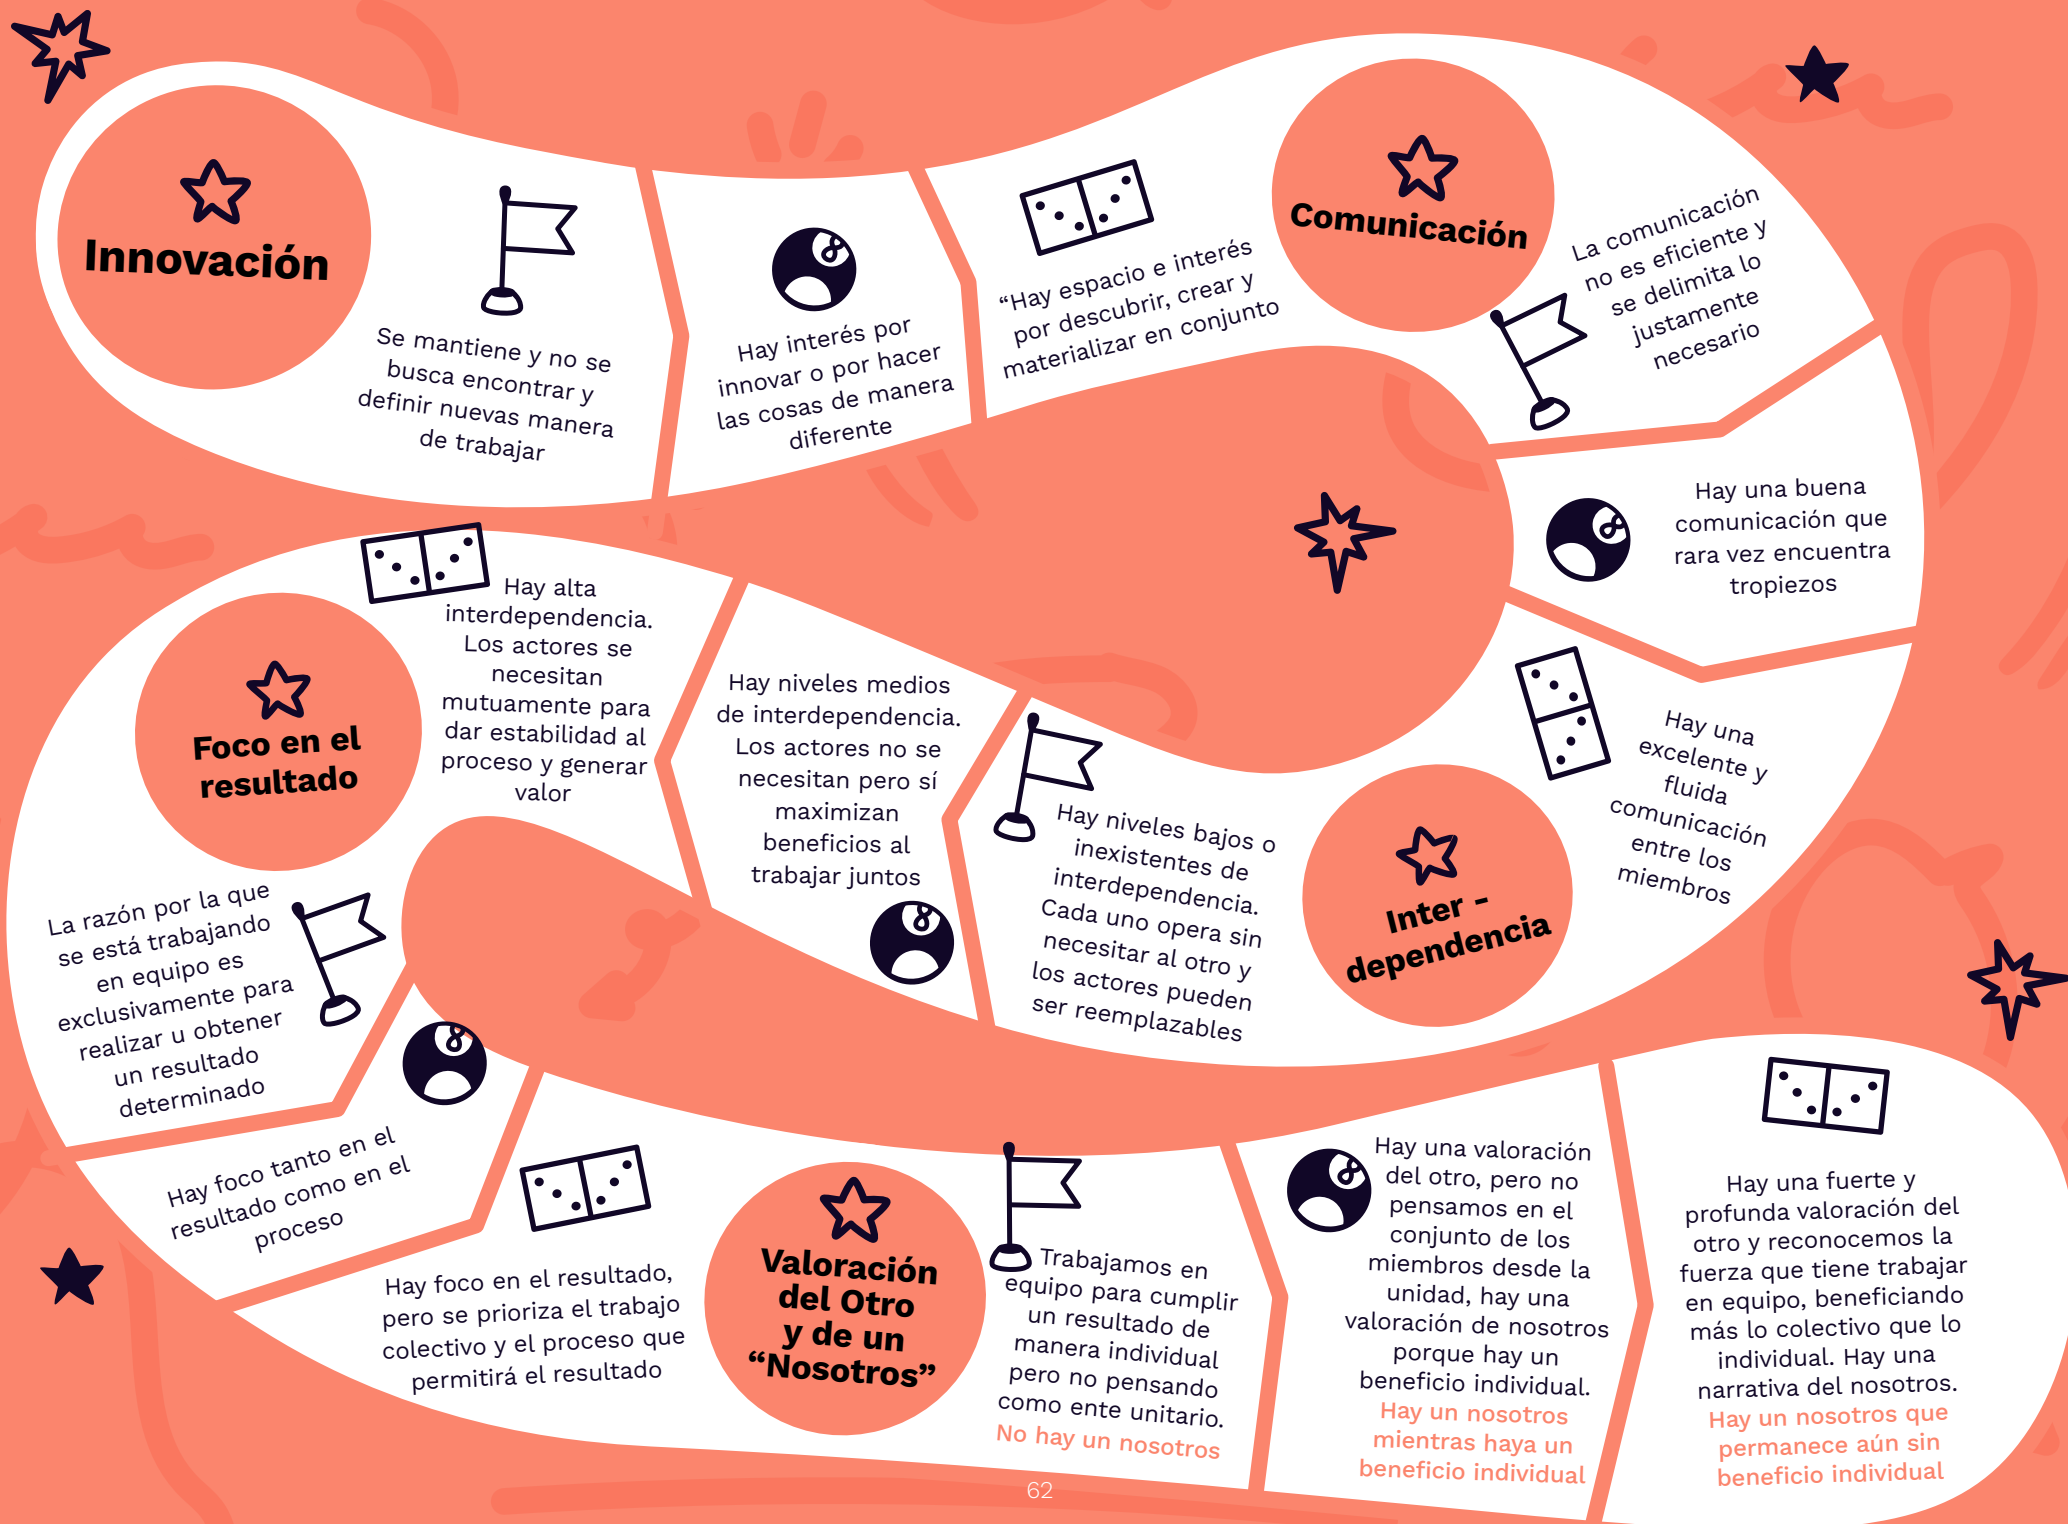 Innovación
Se mantiene y no se
busca encontrar y
definir nuevas manera
de trabajar
8
Hay interés por
innovar o por hacer
las cosas de manera
diferente
“Hay espacio e interés
por descubrir, crear y
materializar en conjunto
Comunicación
La comunicación
no es eficiente y
se delimita lo
justamente
necesario
8
Hay una buena
comunicación que
rara vez encuentra
tropiezos
Hay una
excelente y
fluida
comunicación
entre los
miembros
Inter -
dependencia
Hay niveles bajos o
inexistentes de
interdependencia.
Cada uno opera sin
necesitar al otro y
los actores pueden
ser reemplazables
Hay niveles medios
de interdependencia.
Los actores no se
necesitan pero sí
maximizan
beneficios al
trabajar juntos
8
Hay alta
interdependencia.
Los actores se
necesitan
mutuamente para
dar estabilidad al
proceso y generar
valor
Foco en el
resultado
La razón por la que
se está trabajando
en equipo es
exclusivamente para
realizar u obtener
un resultado
determinado
8
Hay foco tanto en el
resultado como en el
proceso
Hay foco en el resultado,
pero se prioriza el trabajo
colectivo y el proceso que
permitirá el resultado
Valoración
del Otro
y de un
“Nosotros”
Trabajamos en
equipo para cumplir
un resultado de
manera individual
pero no pensando
como ente unitario.
No hay un nosotros
8
Hay una valoración
del otro, pero no
pensamos en el
conjunto de los
miembros desde la
unidad, hay una
valoración de nosotros
porque hay un
beneficio individual.
Hay un nosotros
mientras haya un
beneficio individual
Hay una fuerte y
profunda valoración del
otro y reconocemos la
fuerza que tiene trabajar
en equipo, beneficiando
más lo colectivo que lo
individual. Hay una
narrativa del nosotros.
Hay un nosotros que
permanece aún sin
beneficio individual
62